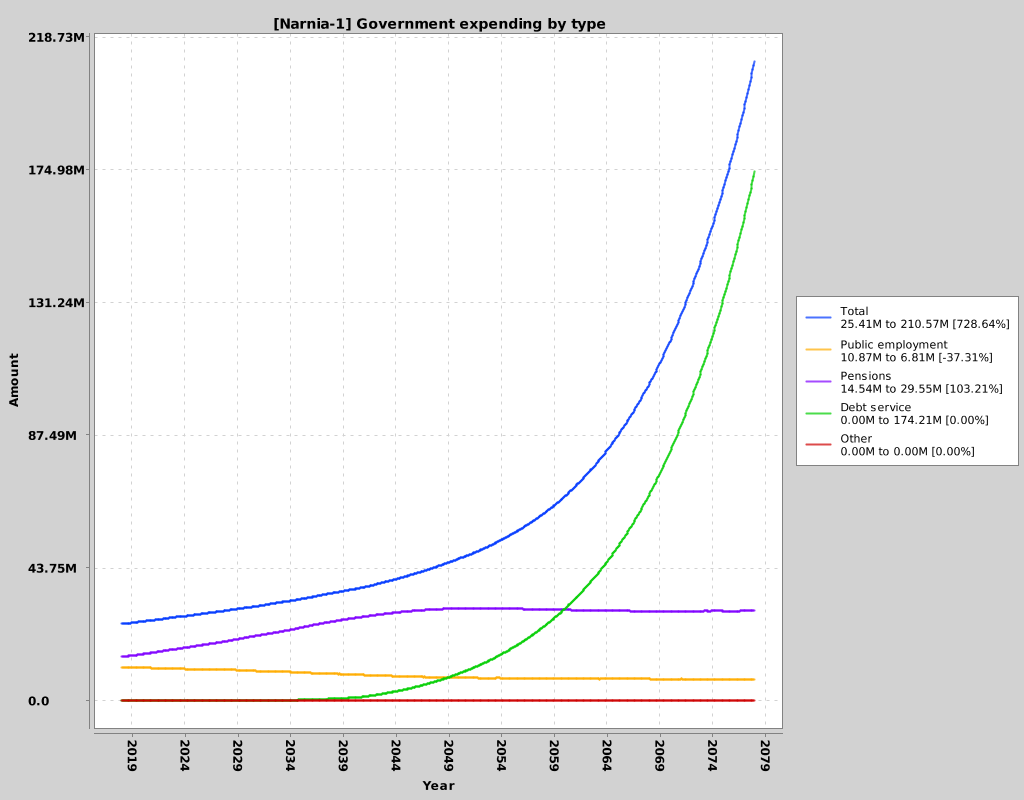 [Narnia-1] Government expending by type
218.73M
174.98M
131.24M
87.49M
43.75M
0.0
Amount
2019
2024
2029
2034
2039
2044
2049
2054
2059
2064
2069
2074
2079
Year
Total
25.41M to 210.57M [728.64%]
Public employment
10.87M to 6.81M [-37.31%]
Pensions
14.54M to 29.55M [103.21%]
Debt service
0.00M to 174.21M [0.00%]
Other
0.00M to 0.00M [0.00%]